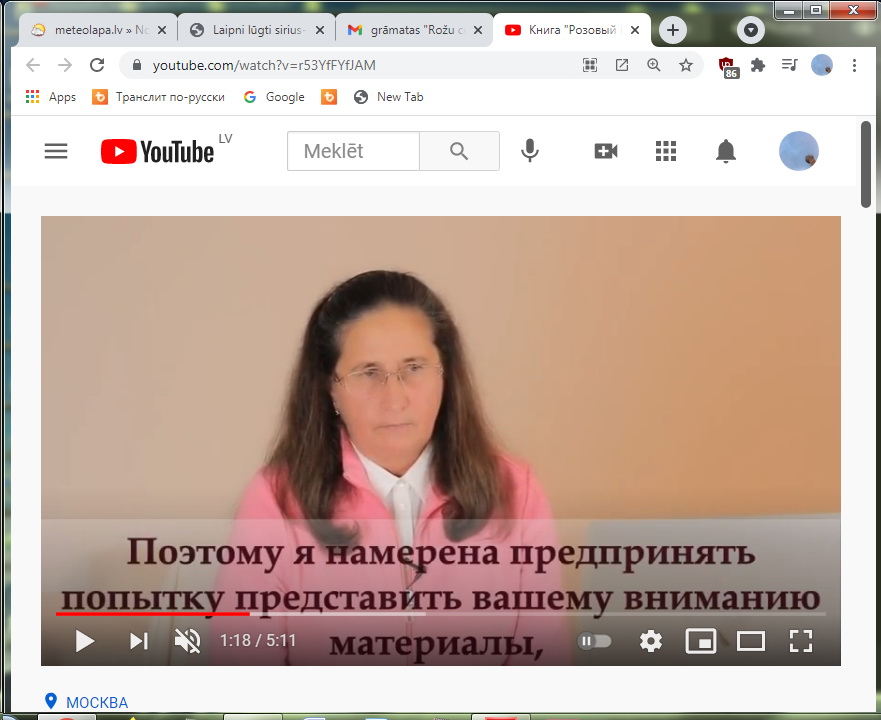 meteolapa.lv » No
Laipni lūgti sirius-
grāmatas "Rožu c
Книга "Розовый
youtube.com/watch?v=r53YfFYfJAM
86
Apps
Транслит по-русски
Google
New Tab
YouTube LV
Meklēt
Поэтому я намерена предпринять
попытку представить вашему вниманию
материалы,
1:18 / 5:11
МОСКВА